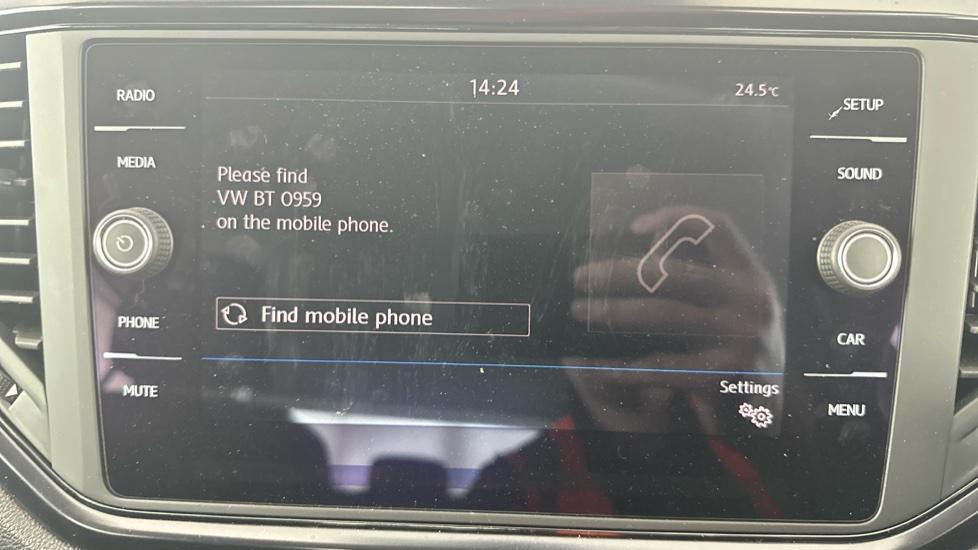 RADIO
MEDIA
PHONE
MUTE
14:24
24.5°C
Please find
VW BT 0959
on the mobile phone.
Find mobile phone
Settings
SETUP
SOUND
CAR
MENU